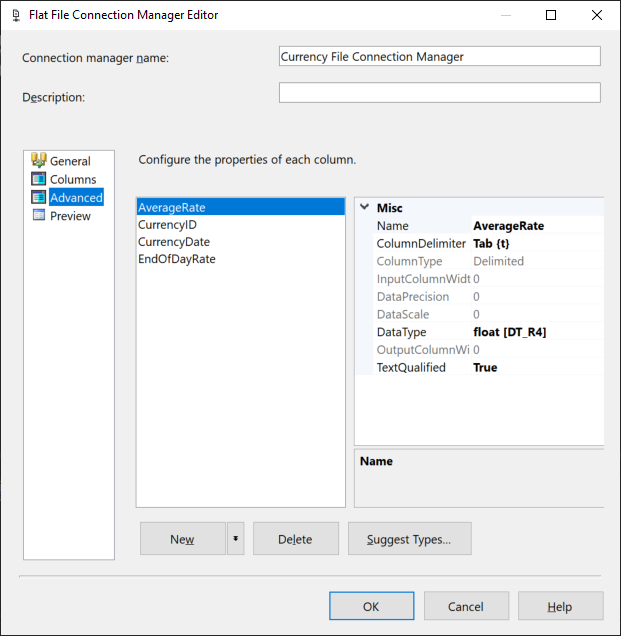 Flat File Connection Manager Editor
Connection manager name:
Currency File Connection Manager
Description:
General
Columns
Advanced
Preview
Configure the properties of each column.
AverageRate
CurrencyID
CurrencyDate
EndOfDayRate
Misc
Name AverageRate
ColumnDelimiter Tab {t}
ColumnType Delimited
InputColumnWidt 0
DataPrecision 0
DataScale 0
DataType float [DT_R4]
OutputColumnWi 0
TextQualified True
Name
New
Delete
Suggest Types...
OK
Cancel
Help